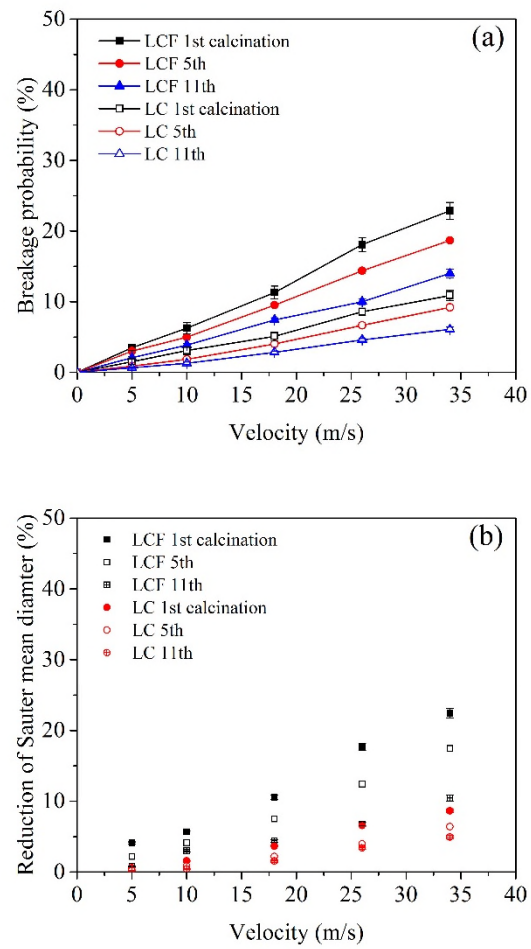 (a)
LCF 1st calcination
LCF 5th
LCF 11th
LC 1st calcination
LC 5th
LC 11th
Breakage probability (%)
50
40
30
20
10
0
0 5 10 15 20 25 30 35 40
Velocity (m/s)
(b)
LCF 1st calcination
LCF 5th
LCF 11th
LC 1st calcination
LC 5th
LC 11th
Reduction of Sauter mean diamter (%)
50
40
30
20
10
0
0 5 10 15 20 25 30 35 40
Velocity (m/s)